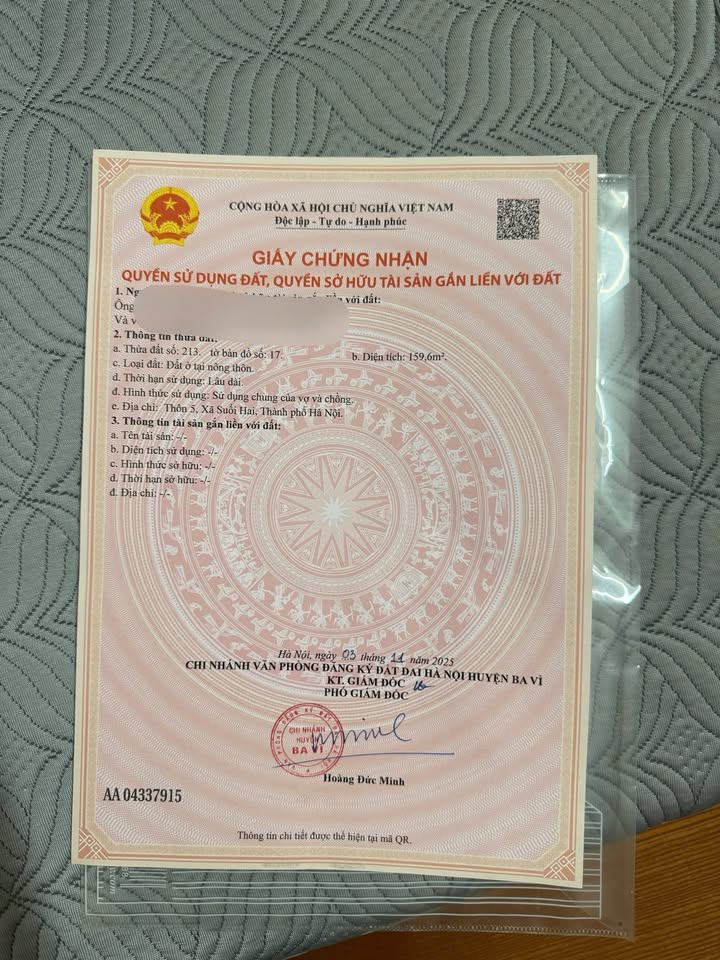 CỘNG HÒA XÃ HỘI CHỦ NGHĨA VIỆT NAM
Độc lập - Tự do - Hạnh phúc
GIẤY CHỨNG NHẬN
QUYỀN SỬ DỤNG ĐẤT, QUYỀN SỞ HỮU TÀI SẢN GẮN LIỀN VỚI ĐẤT
1. với đất:
Ông
Và
2. Thông tin thửa đất:
a. Thửa đất số: 213. tờ bản đồ số: 17. b. Diện tích: 159,6m².
c. Loại đất: Đất ở tại nông thôn.
d. Thời hạn sử dụng: Lâu dài.
đ. Hình thức sử dụng: Sử dụng chung của vợ và chồng.
e. Địa chỉ: Thôn 5, Xã Suối Hai, Thành phố Hà Nội.
3. Thông tin tài sản gắn liền với đất:
a. Tên tài sản: -/-
b. Diện tích sử dụng: -/-
c. Hình thức sở hữu: -/-
d. Thời hạn sở hữu: -/-
đ. Địa chỉ: -/-
Hà Nội, ngày 03 tháng 11 năm 2025
CHI NHÁNH VĂN PHÒNG ĐĂNG KÝ ĐẤT ĐAI HÀ NỘI HUYỆN BA VÌ
KT. GIÁM ĐỐC
PHÓ GIÁM ĐỐC
CHI NHÁNH
HUYỆN
BA VÌ
Hoàng Đức Minh
AA 04337915
Thông tin chi tiết được thể hiện tại mã QR.